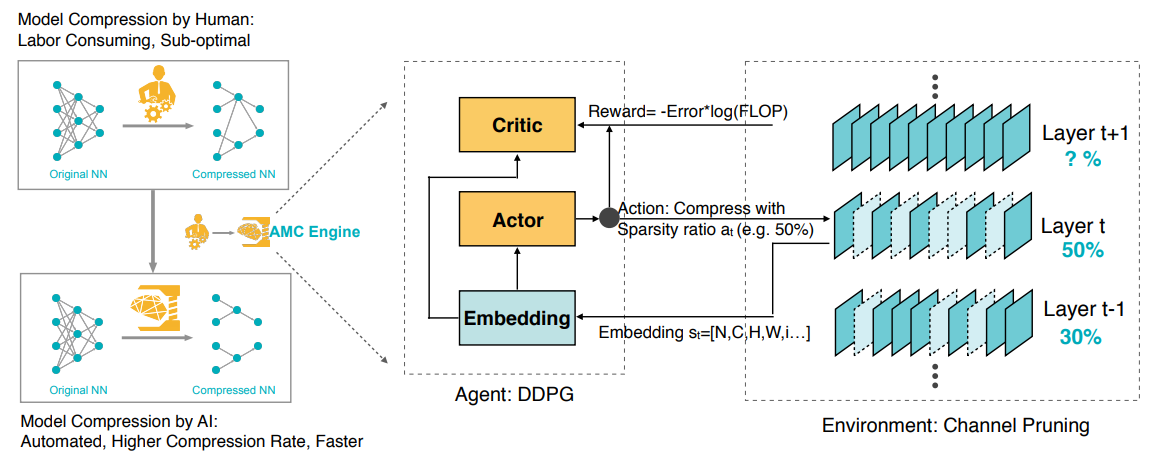 Model Compression by Human:
Labor Consuming, Sub-optimal
Original NN
Compressed NN
AMC Engine
Original NN
Compressed NN
Model Compression by AI:
Automated, Higher Compression Rate, Faster
Critic
Actor
Embedding
Agent: DDPG
Reward= -Error*log(FLOP)
Action: Compress with
Sparsity ratio at (e.g. 50%)
Embedding st=[N,C,H,W,i…]
Layer t+1
? %
Layer t
50%
Layer t-1
30%
Environment: Channel Pruning